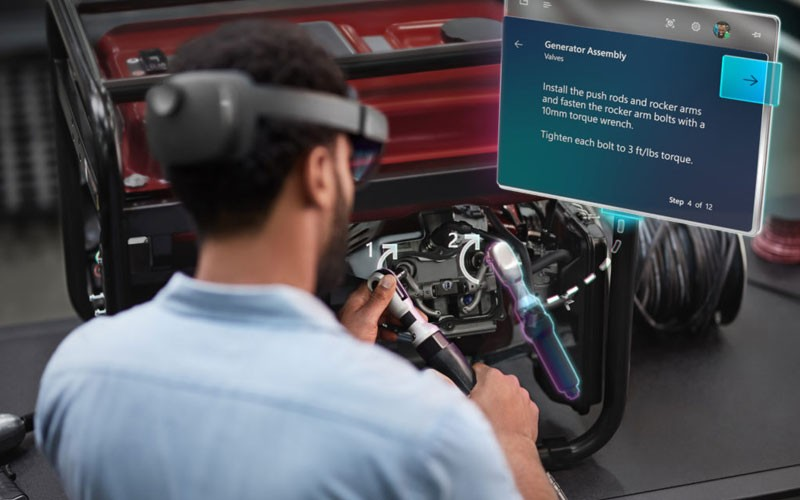 Generator Assembly
Valves
Install the push rods and rocker arms
and fasten the rocker arm bolts with a
10mm torque wrench.
Tighten each bolt to 3 ft/lbs torque.
Step 4 of 12
1
2